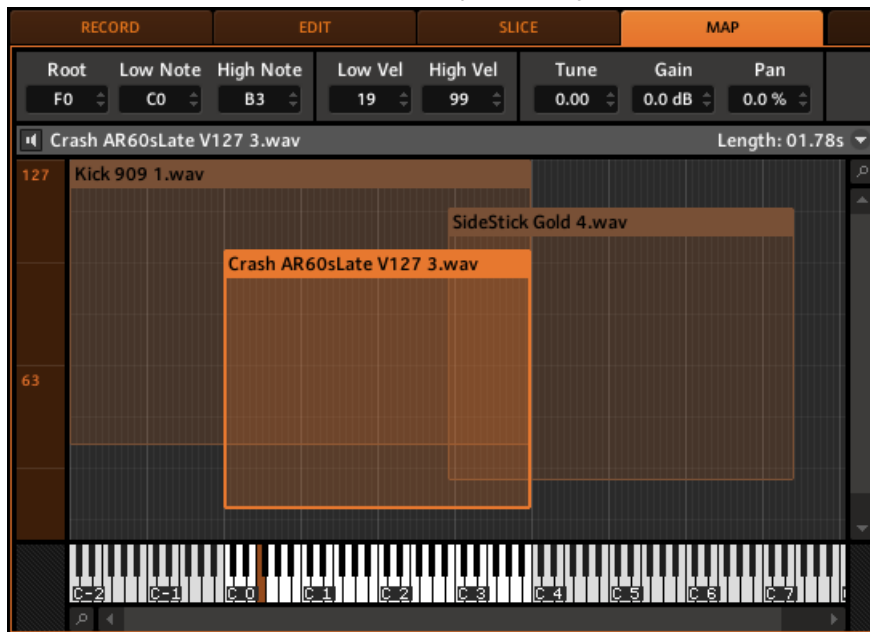 RECORD EDIT SLICE MAP
Root Low Note High Note Low Vel High Vel Tune Gain Pan
F0 C0 B3 19 99 0.00 0.0 dB 0.0 %
Crash AR60sLate V127 3.wav Length: 01.78s
127 Kick 909 1.wav
SideStick Gold 4.wav
Crash AR60sLate V127 3.wav
63
C-2 C-1 C 0 C 1 C 2 C 3 C 4 C 5 C 6 C 7